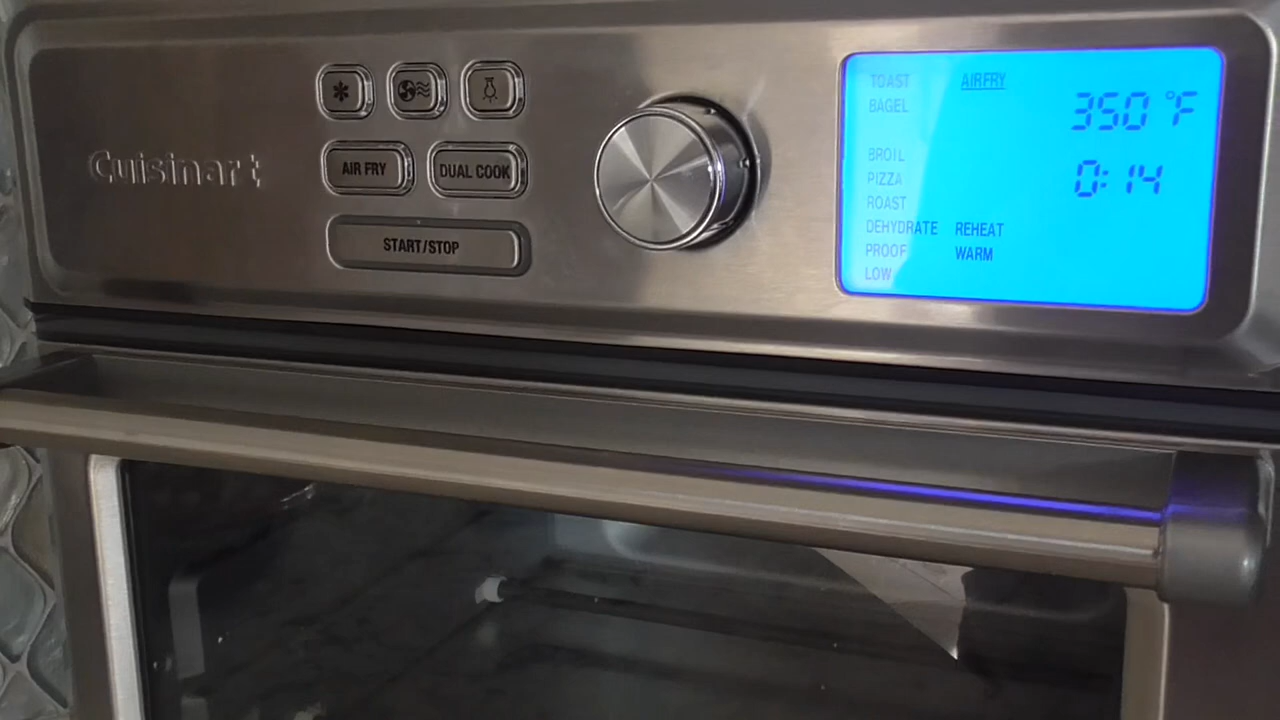 Cuisinart
AIR FRY
DUAL COOK
START/STOP
TOAST
AIRFRY
BAGEL
350 °F
BROIL
PIZZA
0:14
ROAST
DEHYDRATE REHEAT
PROOF WARM
LOW